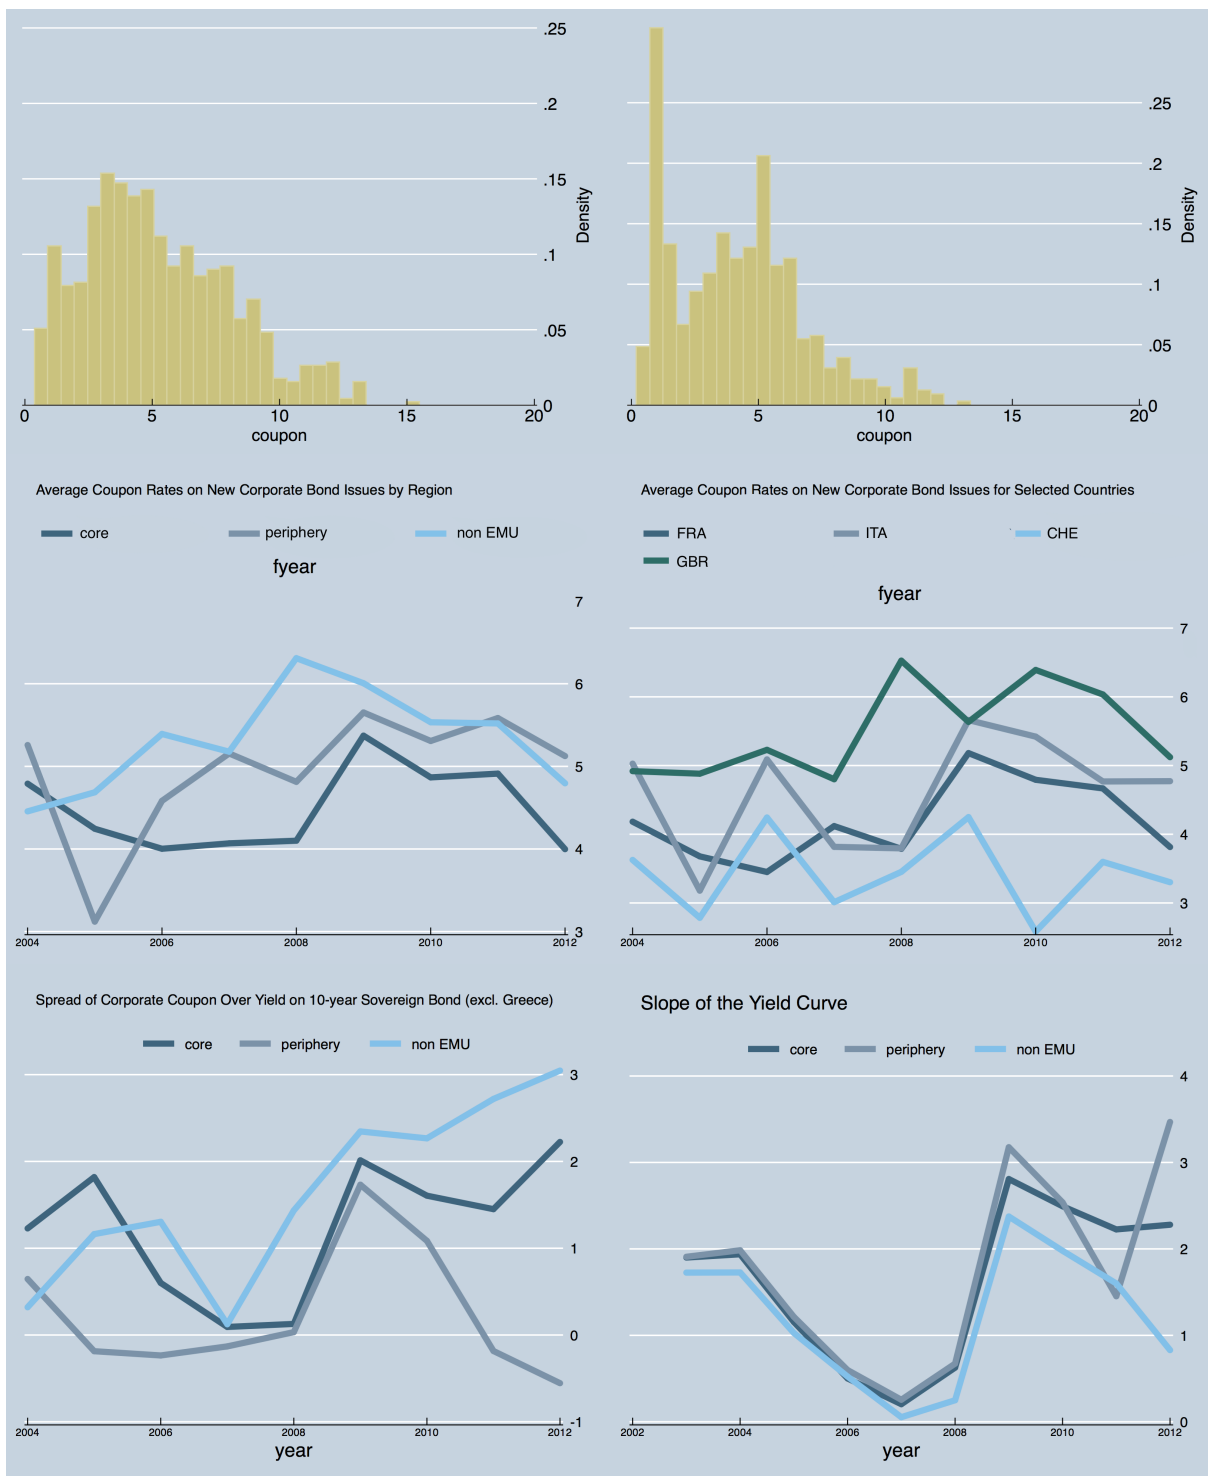 .25
.2
.15
.1
.05
0
Density
0 5 10 15 20
coupon
.25
.2
.15
.1
.05
0
Density
0 5 10 15 20
coupon
Average Coupon Rates on New Corporate Bond Issues by Region
core periphery non EMU
fyear
7
6
5
4
3
2004 2006 2008 2010 2012
Average Coupon Rates on New Corporate Bond Issues for Selected Countries
FRA ITA CHE
GBR
fyear
7
6
5
4
3
2004 2006 2008 2010 2012
Spread of Corporate Coupon Over Yield on 10-year Sovereign Bond (excl. Greece)
core periphery non EMU
3
2
1
0
-1
2004 2006 2008 2010 2012
year
Slope of the Yield Curve
core periphery non EMU
4
3
2
1
0
2002 2004 2006 2008 2010 2012
year